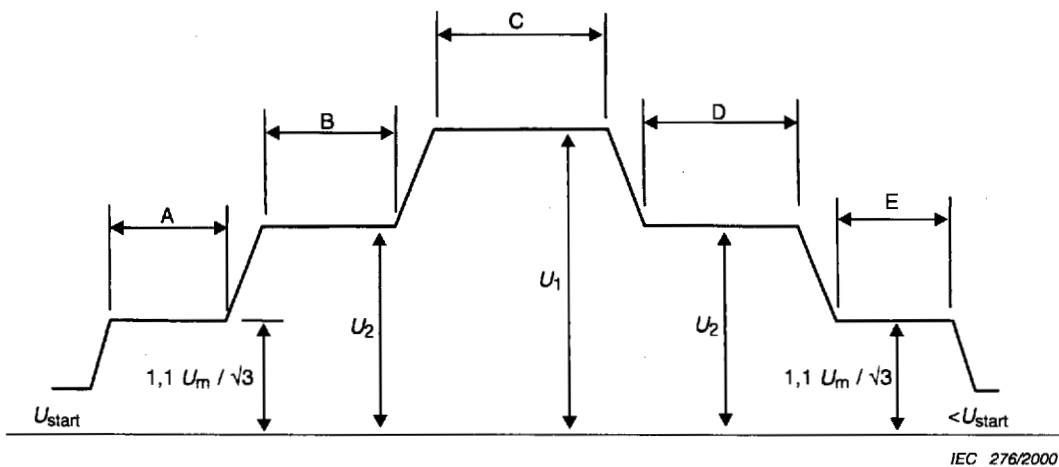 C
B
D
A
E
U1
U2
U2
1,1 Um / √3
1,1 Um / √3
Ustart
<Ustart
IEC 276/2000